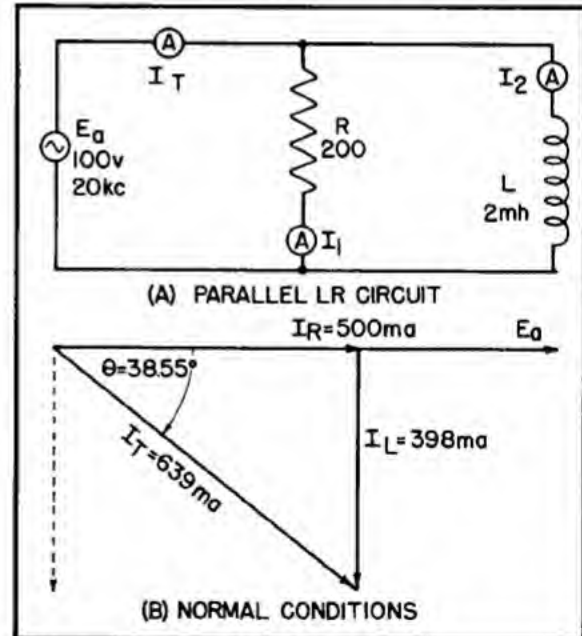 A
I T
I2
A
Ea
100v
20kc
R
200
L
2mh
A I1
(A) PARALLEL LR CIRCUIT
IR=500ma Ea
θ=38.55°
IT=639ma
IL=398ma
(B) NORMAL CONDITIONS